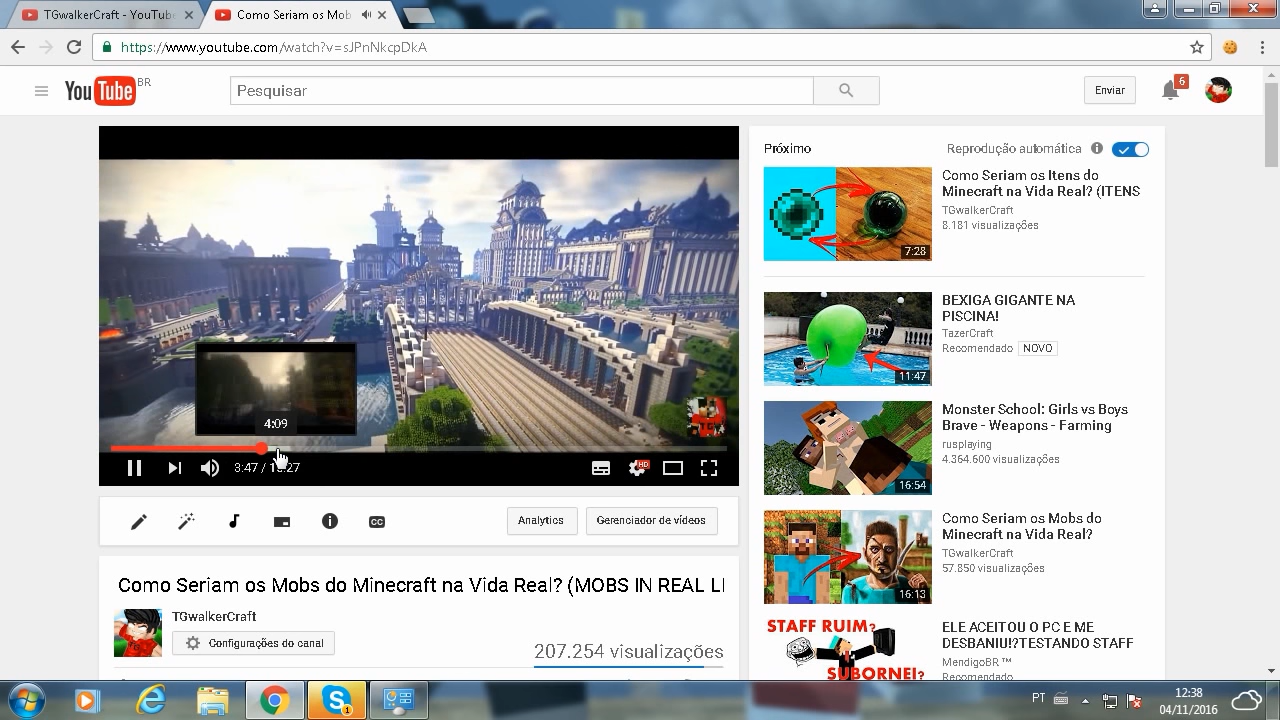 TGwalkerCraft - YouTube
Como Seriam os Mob
https://www.youtube.com/watch?v=sJPnNkcpDkA
YouTube BR
Pesquisar
Enviar
6
4:09
3:47 /
HD
Analytics
Gerenciador de vídeos
Como Seriam os Mobs do Minecraft na Vida Real? (MOBS IN REAL LI
TGwalkerCraft
Configurações do canal
207.254 visualizações
Próximo
Reprodução automática
Como Seriam os Itens do
Minecraft na Vida Real? (ITENS
TGwalkerCraft
8.181 visualizações
7:28
BEXIGA GIGANTE NA
PISCINA!
TazerCraft
Recomendado NOVO
11:47
Monster School: Girls vs Boys
Brave - Weapons - Farming
rusplaying
4.364.600 visualizações
16:54
Como Seriam os Mobs do
Minecraft na Vida Real?
TGwalkerCraft
57.850 visualizações
16:13
STAFF RUIM?
SUBORNEI?
ELE ACEITOU O PC E ME
DESBANIU!?TESTANDO STAFF
MendigoBR ™
Recomendado
1
PT
12:38
04/11/2016